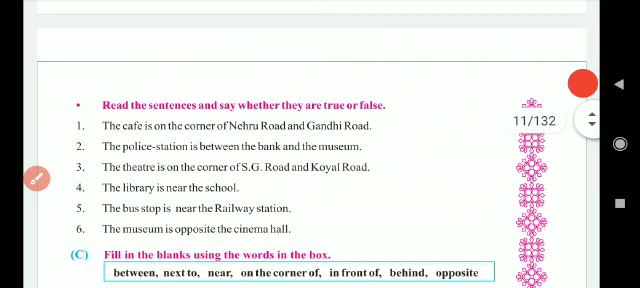 • Read the sentences and say whether they are true or false.
1. The cafe is on the corner of Nehru Road and Gandhi Road.
11/132
2. The police-station is between the bank and the museum.
3. The theatre is on the corner of S.G. Road and Koyal Road.
4. The library is near the school.
5. The bus stop is near the Railway station.
6. The museum is opposite the cinema hall.
(C) Fill in the blanks using the words in the box.
between, next to, near, on the corner of, in front of, behind, opposite